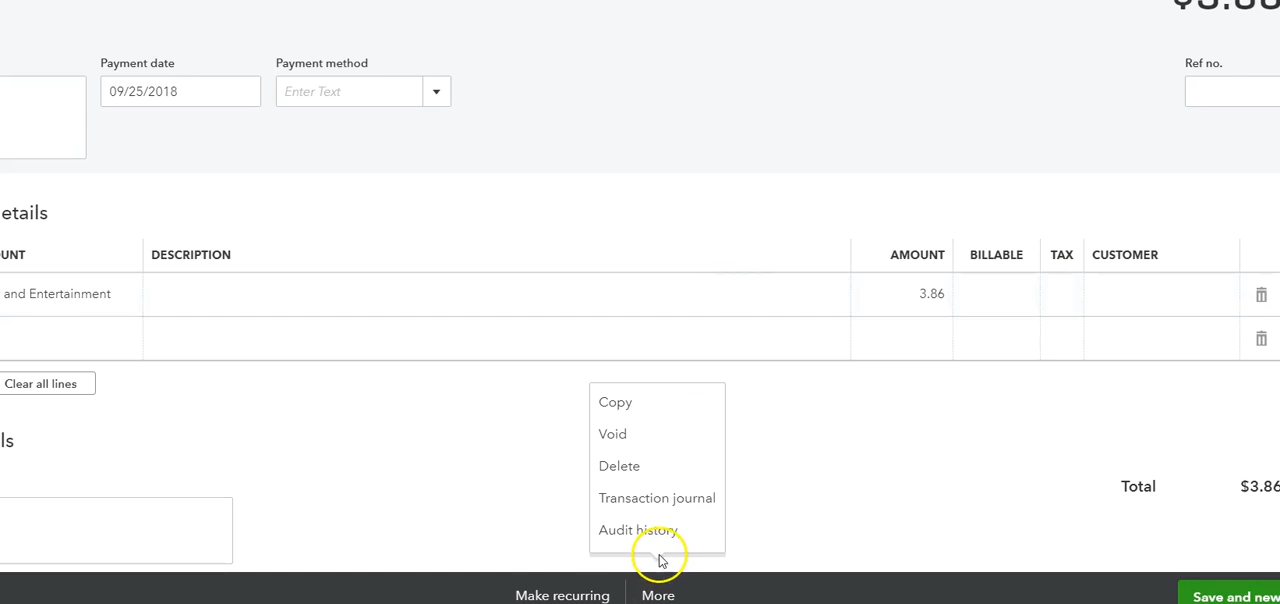 $3.88
Payment date
Payment method
Ref no.
09/25/2018
Enter Text
etails
UNT
DESCRIPTION
AMOUNT
BILLABLE
TAX
CUSTOMER
and Entertainment
3.86
Clear all lines
Copy
ls
Void
Delete
Total
$3.86
Transaction journal
Audit history
Make recurring
More
Save and new